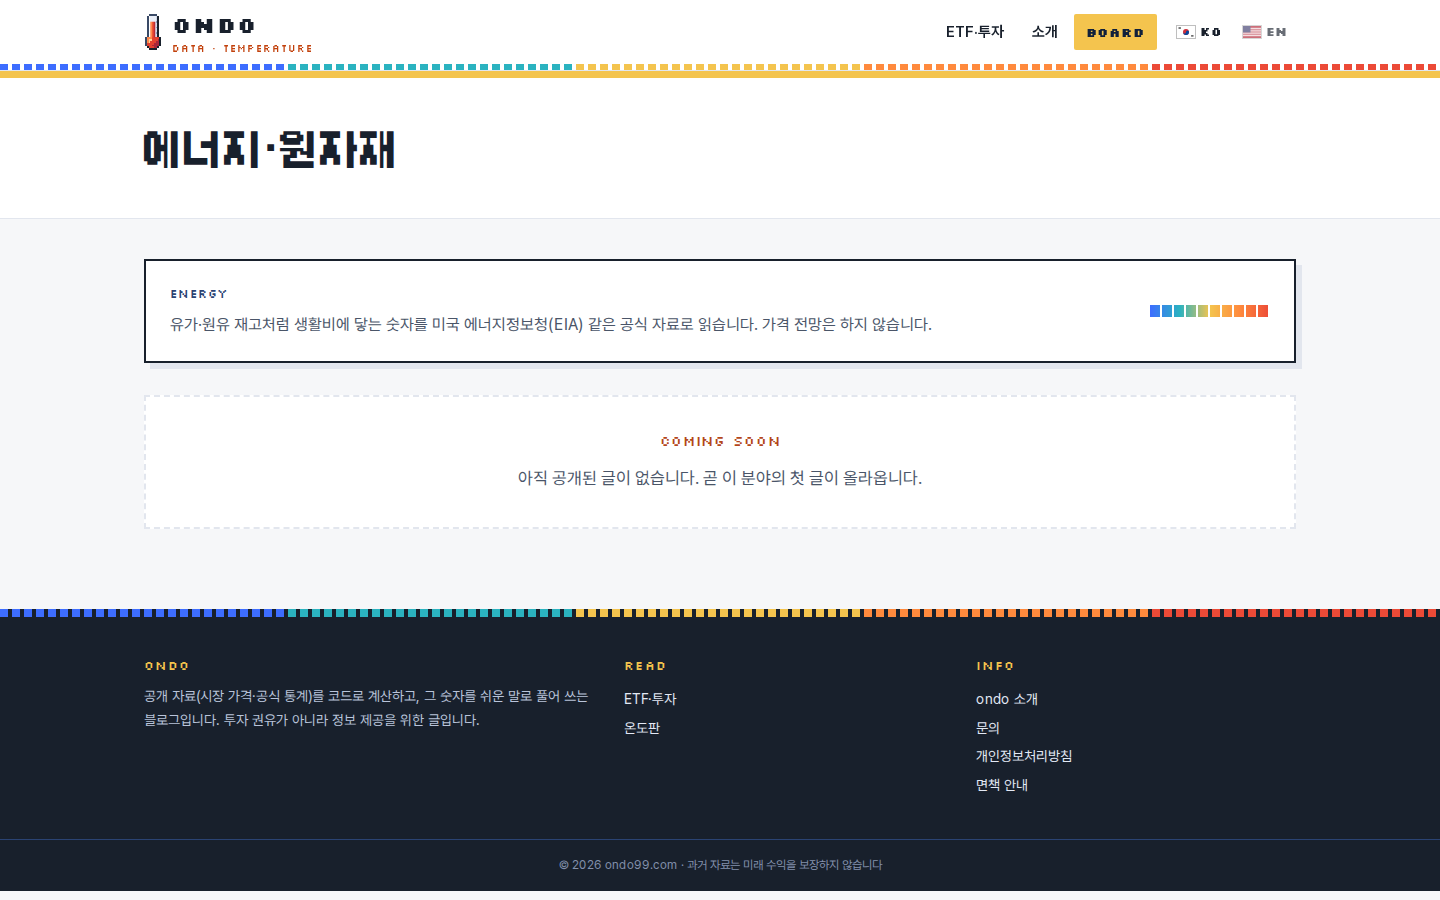 ONDO
DATA · TEMPERATURE
ETF·투자
소개
BOARD
KO
EN
에너지·원자재
ENERGY
유가·원유 재고처럼 생활비에 닿는 숫자를 미국 에너지정보청(EIA) 같은 공식 자료로 읽습니다. 가격 전망은 하지 않습니다.
COMING SOON
아직 공개된 글이 없습니다. 곧 이 분야의 첫 글이 올라옵니다.
ONDO
공개 자료(시장 가격·공식 통계)를 코드로 계산하고, 그 숫자를 쉬운 말로 풀어 쓰는
블로그입니다. 투자 권유가 아니라 정보 제공을 위한 글입니다.
READ
ETF·투자
온도판
INFO
ondo 소개
문의
개인정보처리방침
면책 안내
© 2026 ondo99.com · 과거 자료는 미래 수익을 보장하지 않습니다